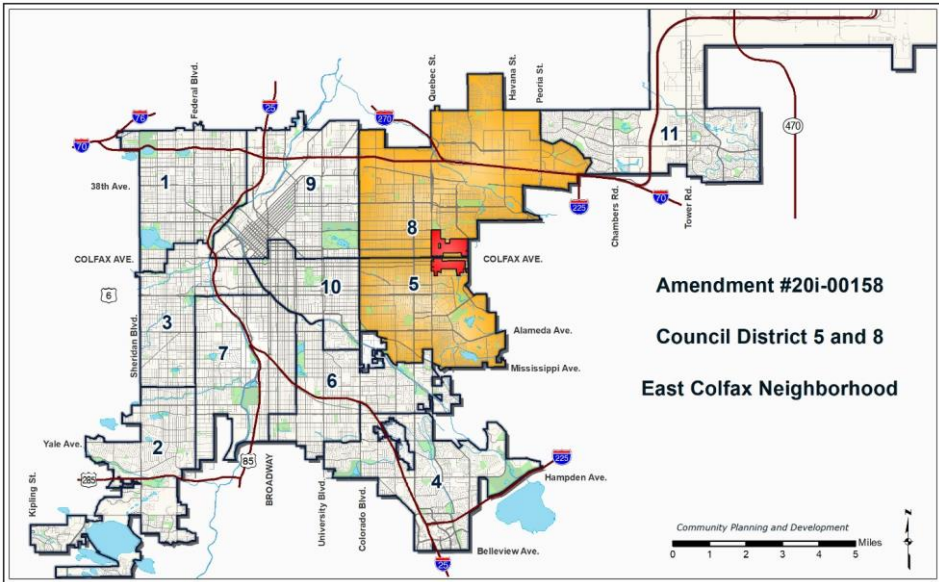 Federal Blvd.
Quebec St.
Havana St.
Peoria St.
76
25
270
70
470
11
1
9
38th Ave.
225
70
Chambers Rd.
Tower Rd.
8
COLFAX AVE.
COLFAX AVE.
6
10
5
Amendment #20i-00158
3
Sheridan Blvd.
7
Alameda Ave.
Council District 5 and 8
Mississippi Ave.
6
East Colfax Neighborhood
Yale Ave.
2
85
285
225
Kipling St.
BROADWAY
University Blvd.
Colorado Blvd.
4
Hampden Ave.
Community Planning and Development
Miles
0 1 2 3 4 5
Belleview Ave.
25
N